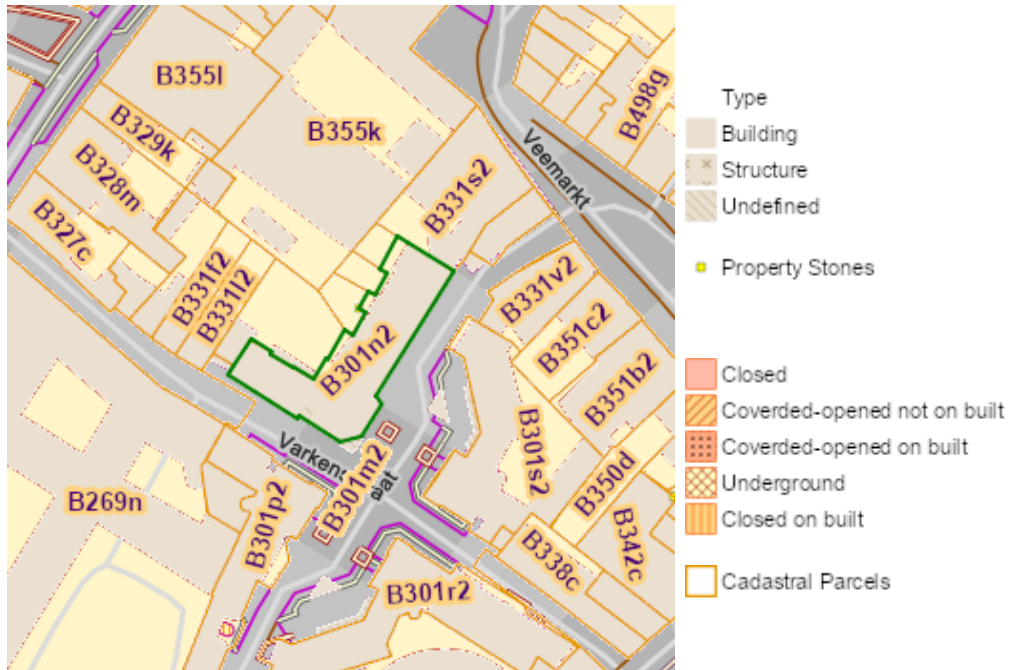 B355l
B355k
B498g
B329k
Veemarkt
B328m
B331s2
B327c
B331f2
B331l2
B331v2
B351c2
B301n2
B351b2
B301s2
B301m2
B269n
B301p2
B350d
B342c
B338c
B301r2
Type
Building
Structure
Undefined
Property Stones
Closed
Coverded-opened not on built
Coverded-opened on built
Underground
Closed on built
Cadastral Parcels